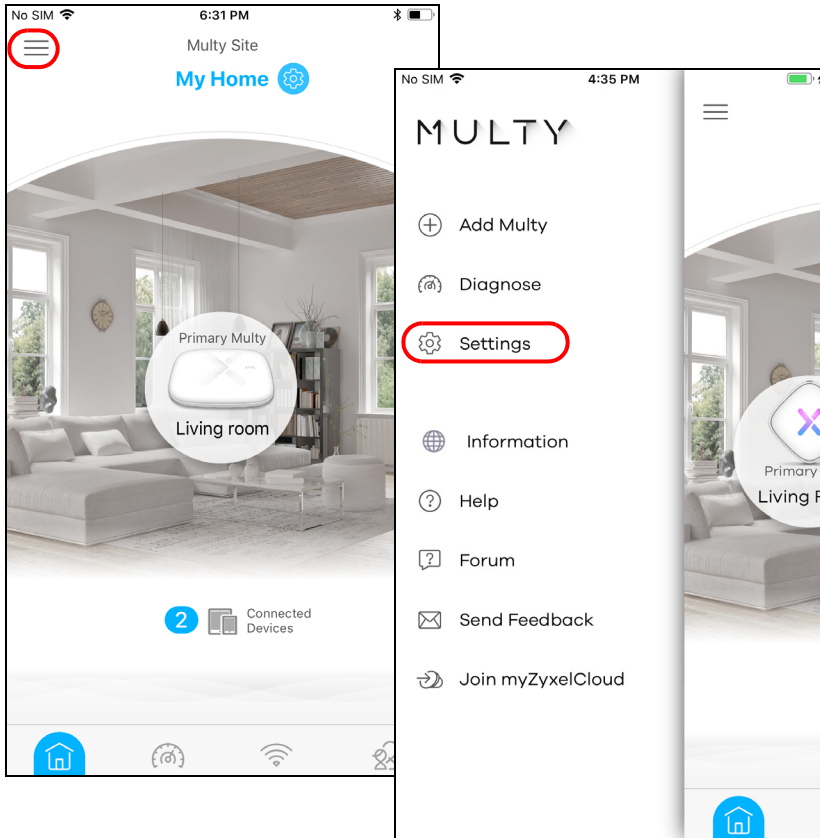 No SIM
6:31 PM
Multy Site
My Home
Primary Multy
Living room
2
Connected
Devices
No SIM
4:35 PM
MULTY
Add Multy
Diagnose
Settings
Information
Help
Forum
Send Feedback
Join myZyxelCloud
Primary
Living